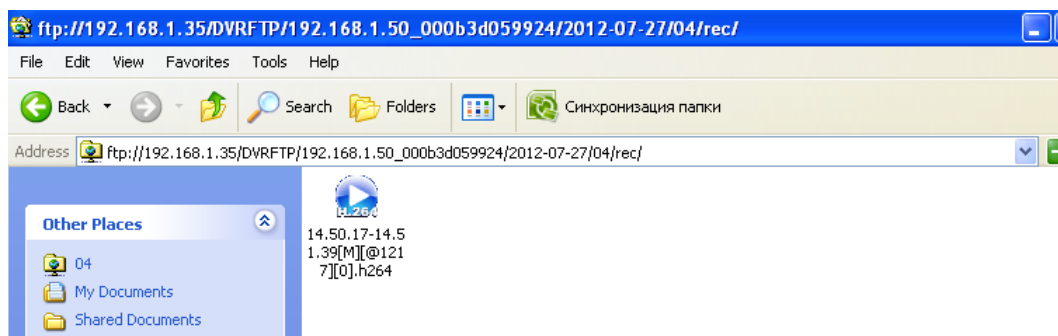 ftp://192.168.1.35/DVRFTP/192.168.1.50_000b3d059924/2012-07-27/04/rec/
File Edit View Favorites Tools Help
Back Search Folders Синхронизация папки
Address ftp://192.168.1.35/DVRFTP/192.168.1.50_000b3d059924/2012-07-27/04/rec/
Other Places
04
My Documents
Shared Documents
H.264
14.50.17-14.5
1.39[M][@121
7][0].h264